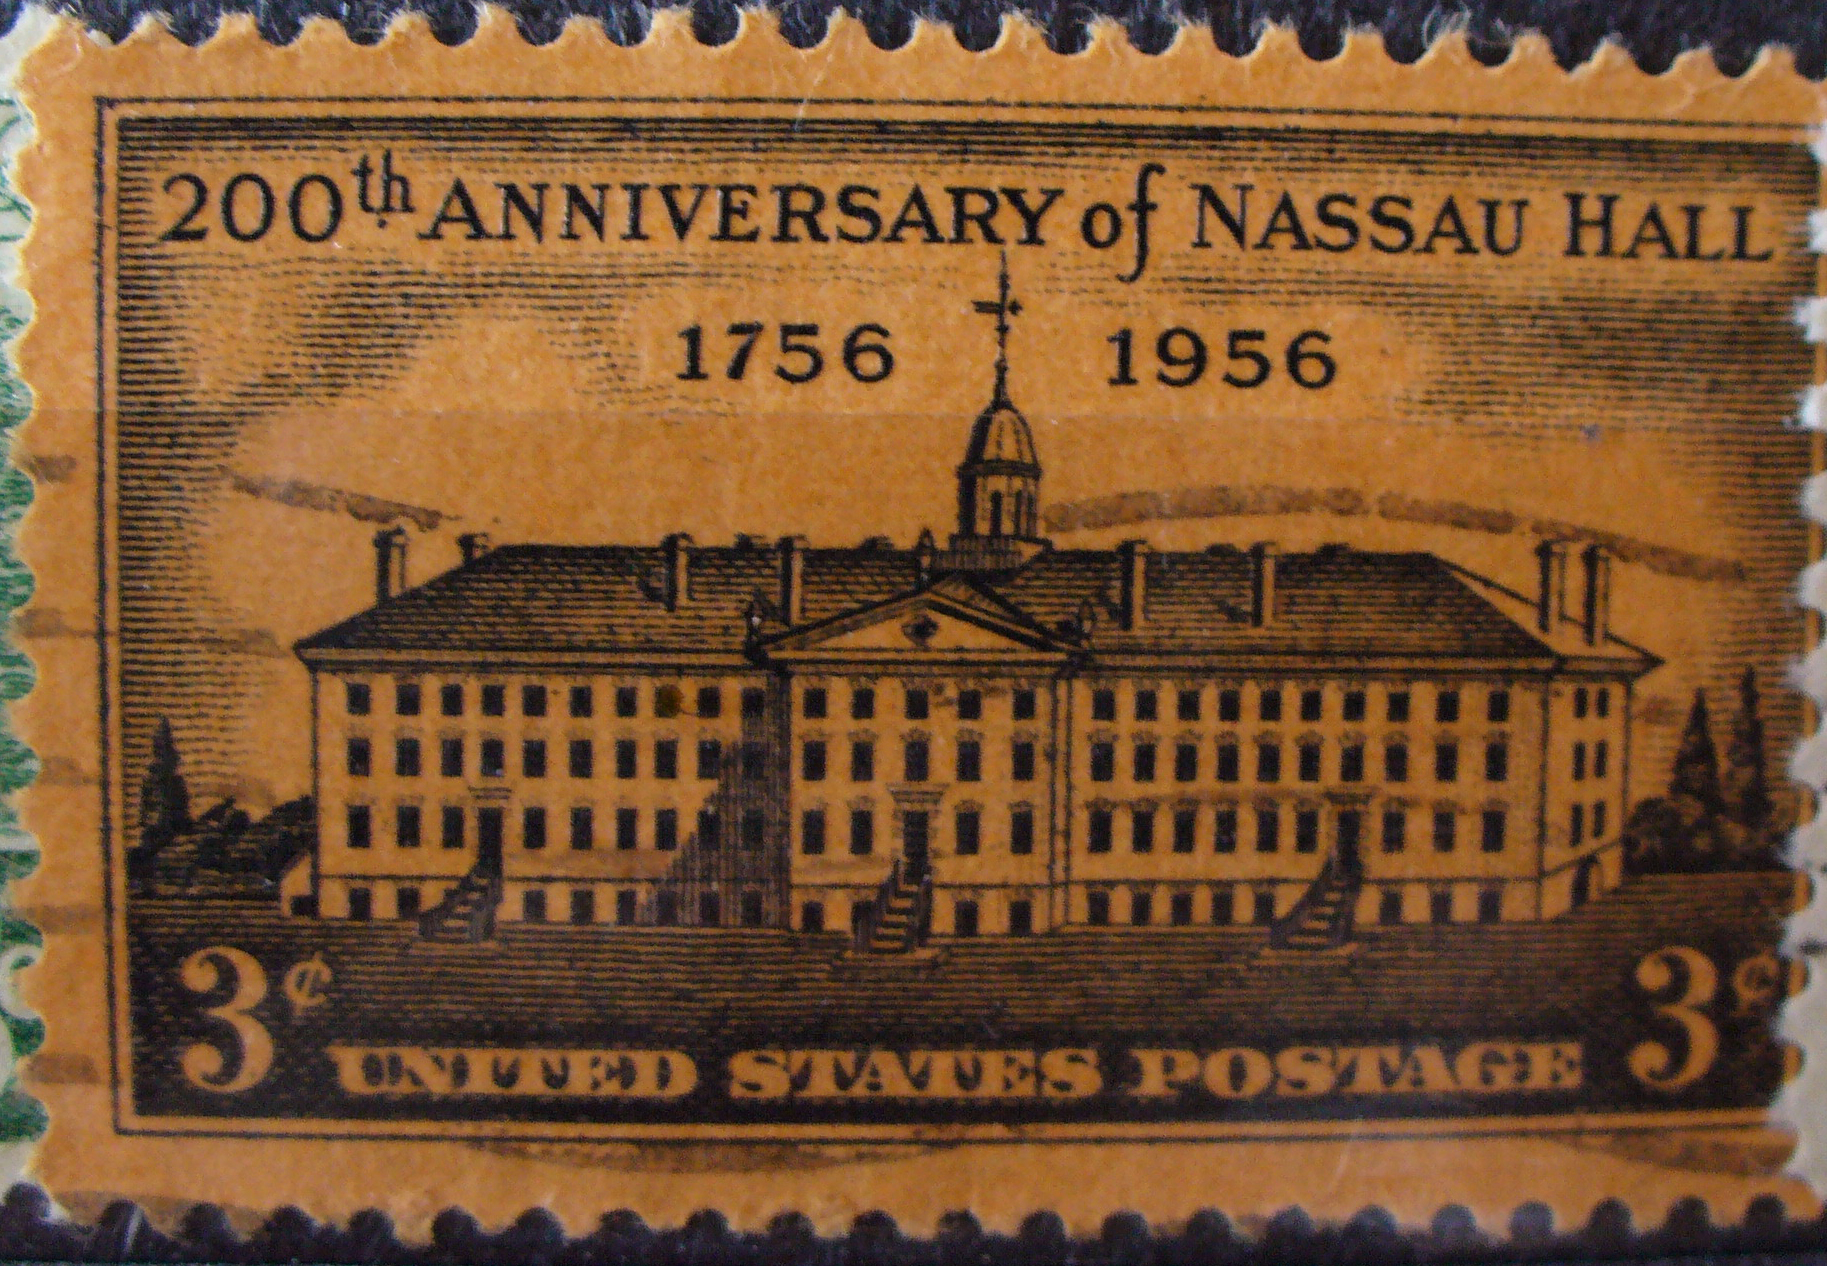 200th ANNIVERSARY of NASSAU HALL
1756 1956
3¢ 3¢
UNITED STATES POSTAGE